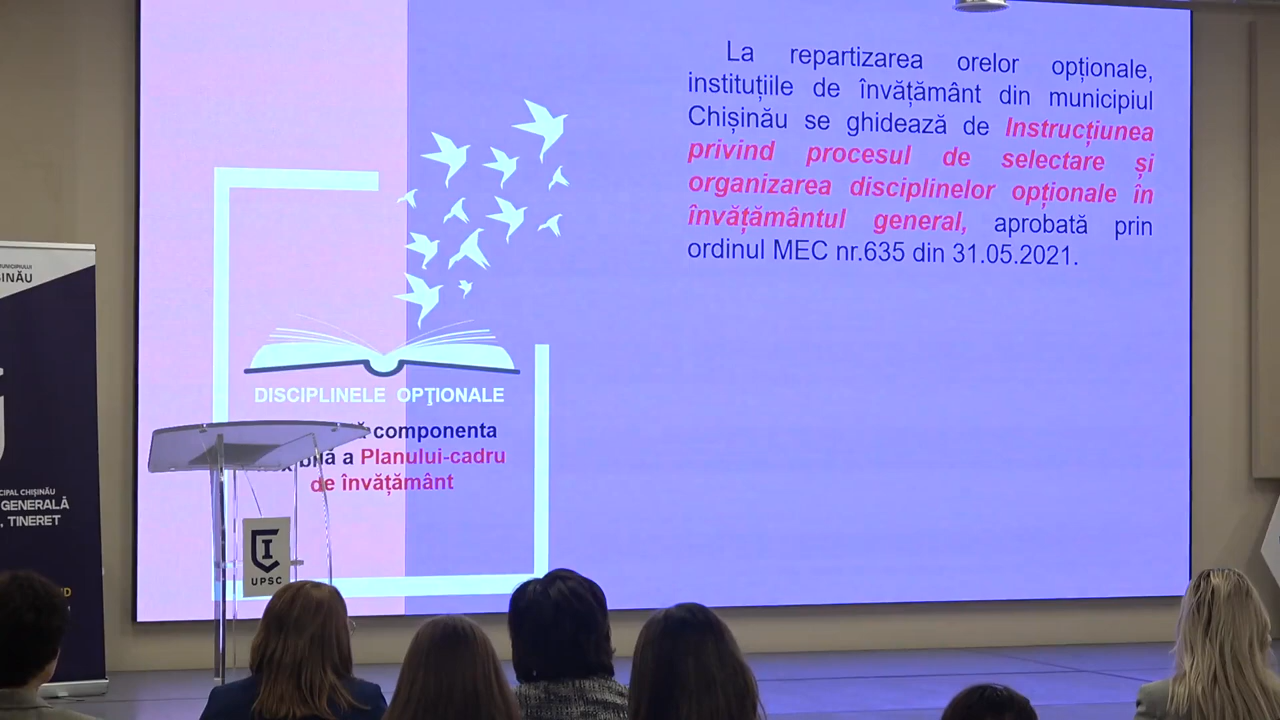 La repartizarea orelor opționale,
instituțiile de învățământ din municipiul
Chișinău se ghidează de Instrucțiunea
privind procesul de selectare și
organizarea disciplinelor opționale în
învățământul general, aprobată prin
ordinul MEC nr.635 din 31.05.2021.
DISCIPLINELE OPŢIONALE
componenta
a Planului-cadru
de învățământ
UPSC
CHIȘINĂU
GENERALĂ
, TINERET